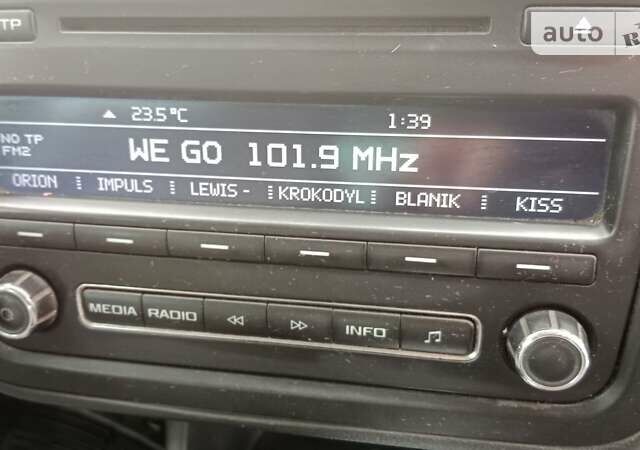 TP
auto
23.5°C 1:39
NO TP
FM2
WE GO 101.9 MHz
ORION IMPULS LEWIS - KROKODYL BLANIK KISS
MEDIA RADIO INFO